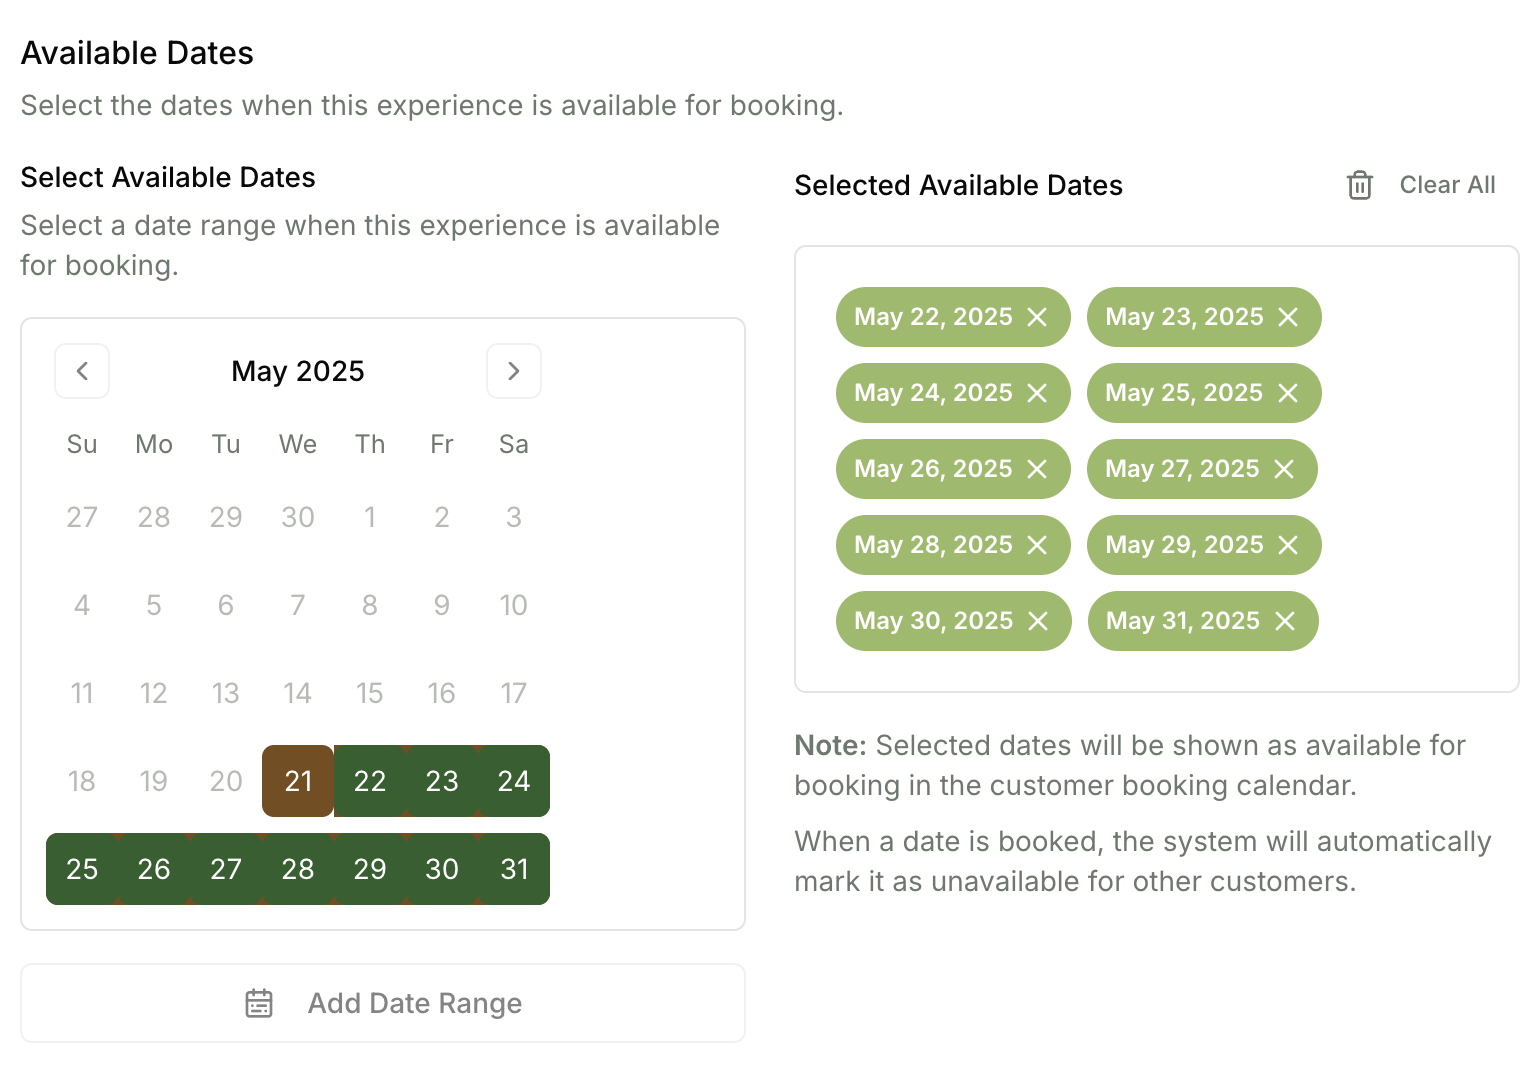 Available Dates
Select the dates when this experience is available for booking.
Select Available Dates
Select a date range when this experience is available
for booking.
May 2025
Su Mo Tu We Th Fr Sa
27 28 29 30 1 2 3
4 5 6 7 8 9 10
11 12 13 14 15 16 17
18 19 20 21 22 23 24
25 26 27 28 29 30 31
Add Date Range
Selected Available Dates
Clear All
May 22, 2025 May 23, 2025
May 24, 2025 May 25, 2025
May 26, 2025 May 27, 2025
May 28, 2025 May 29, 2025
May 30, 2025 May 31, 2025
Note: Selected dates will be shown as available for
booking in the customer booking calendar.
When a date is booked, the system will automatically
mark it as unavailable for other customers.